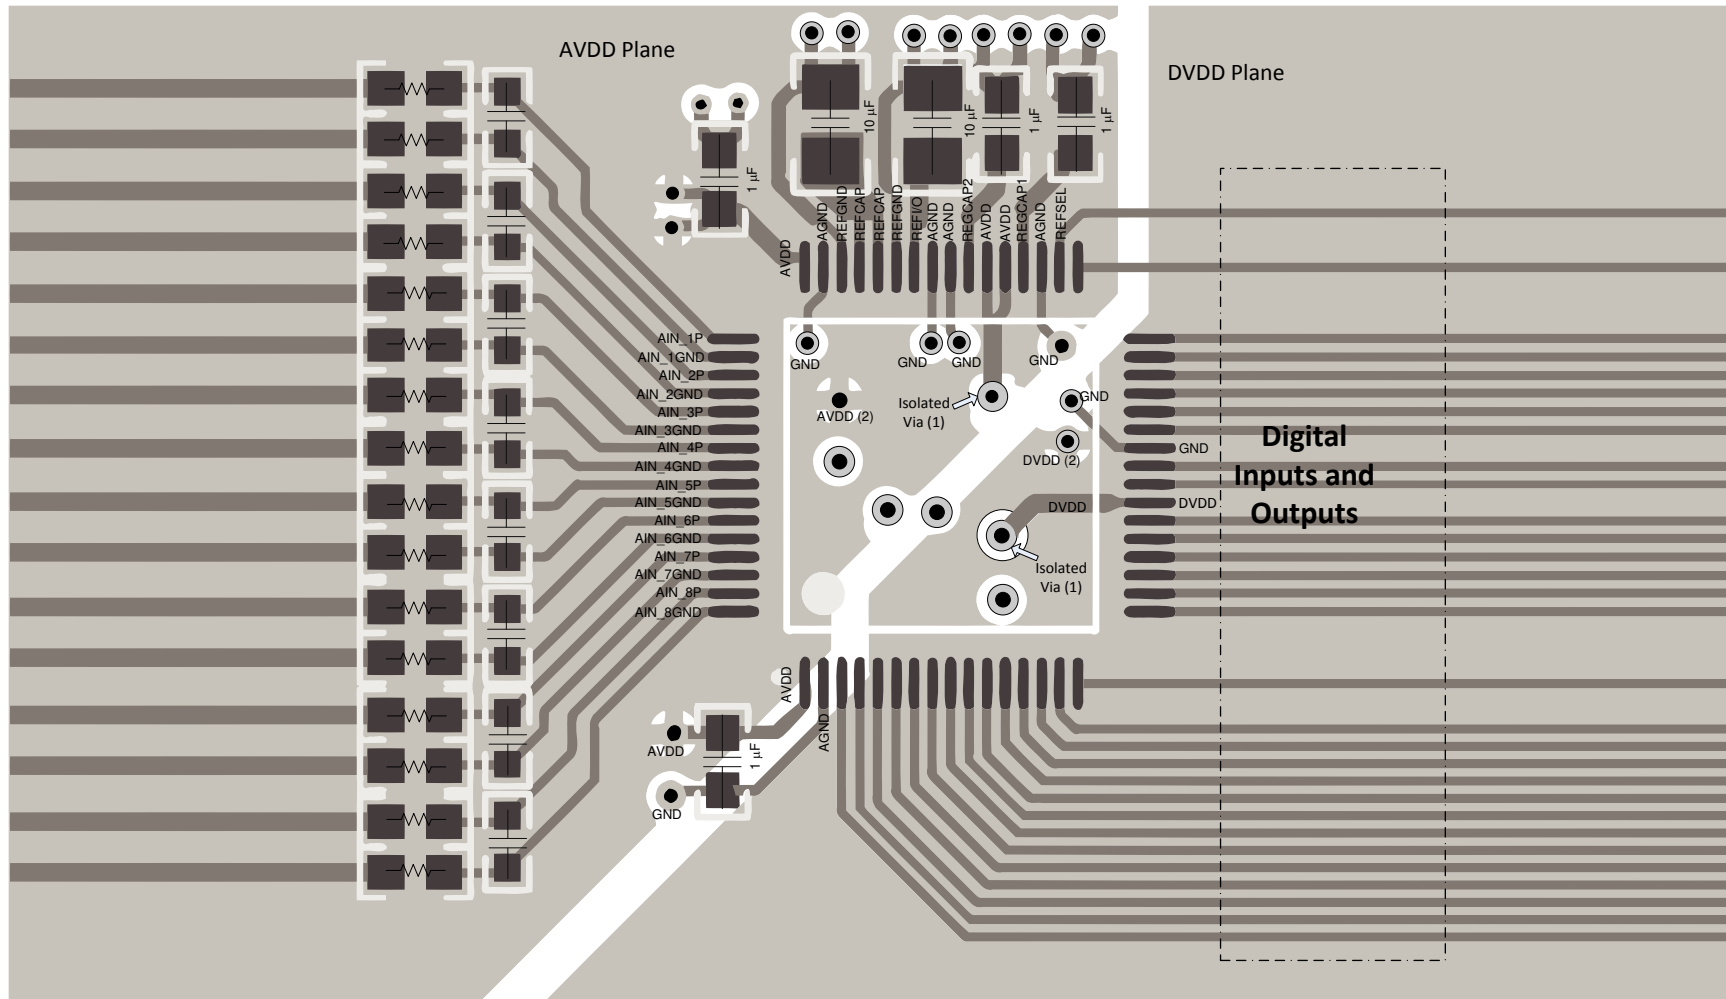 AVDD Plane
DVDD Plane
10 µF
10 µF
1 µF
1 µF
1 µF
AVDD
AGND
REFGND
REFCAP
REFCAP
REFGND
REFI/O
AGND
AGND
REGCAP2
AVDD
AVDD
REGCAP1
AGND
REFSEL
AIN_1P
AIN_1GND
AIN_2P
AIN_2GND
AIN_3P
AIN_3GND
AIN_4P
AIN_4GND
AIN_5P
AIN_5GND
AIN_6P
AIN_6GND
AIN_7P
AIN_7GND
AIN_8P
AIN_8GND
GND
GND
GND
GND
GND
AVDD (2)
Isolated
Via (1)
DVDD (2)
DVDD
Isolated
Via (1)
GND
DVDD
Digital
Inputs and
Outputs
AVDD
AGND
AVDD
1 µF
GND